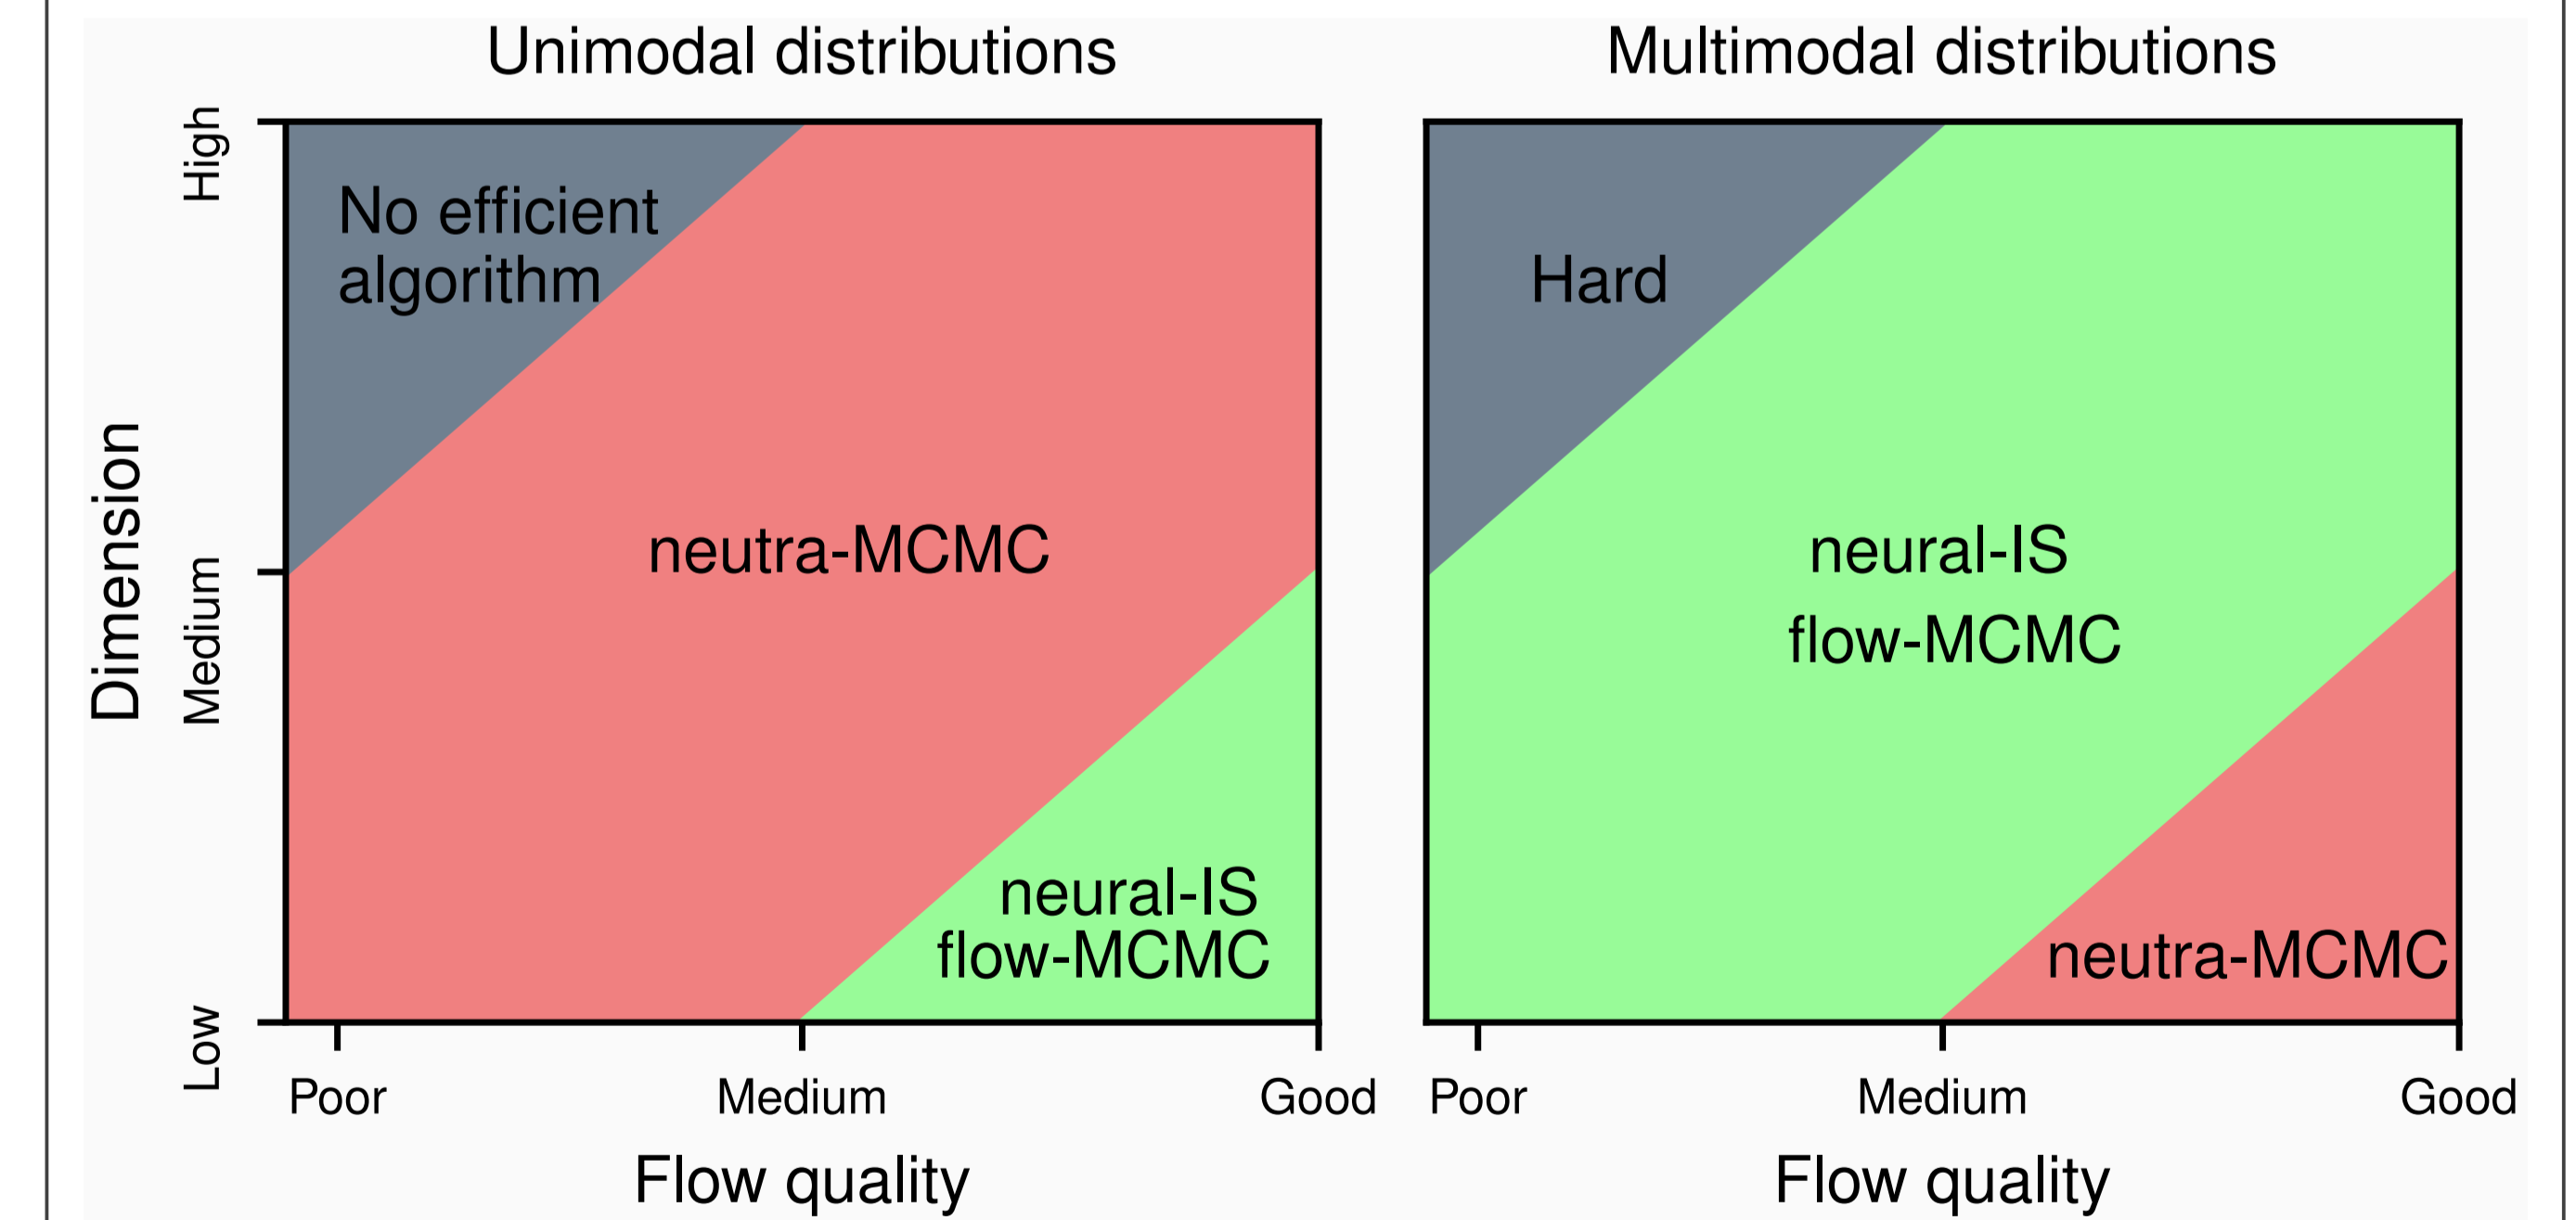 Unimodal distributions
Multimodal distributions
High
Medium
Low
Dimension
No efficient
algorithm
neutra-MCMC
neural-IS
flow-MCMC
Poor
Medium
Good
Flow quality
Hard
neural-IS
flow-MCMC
neutra-MCMC
Poor
Medium
Good
Flow quality